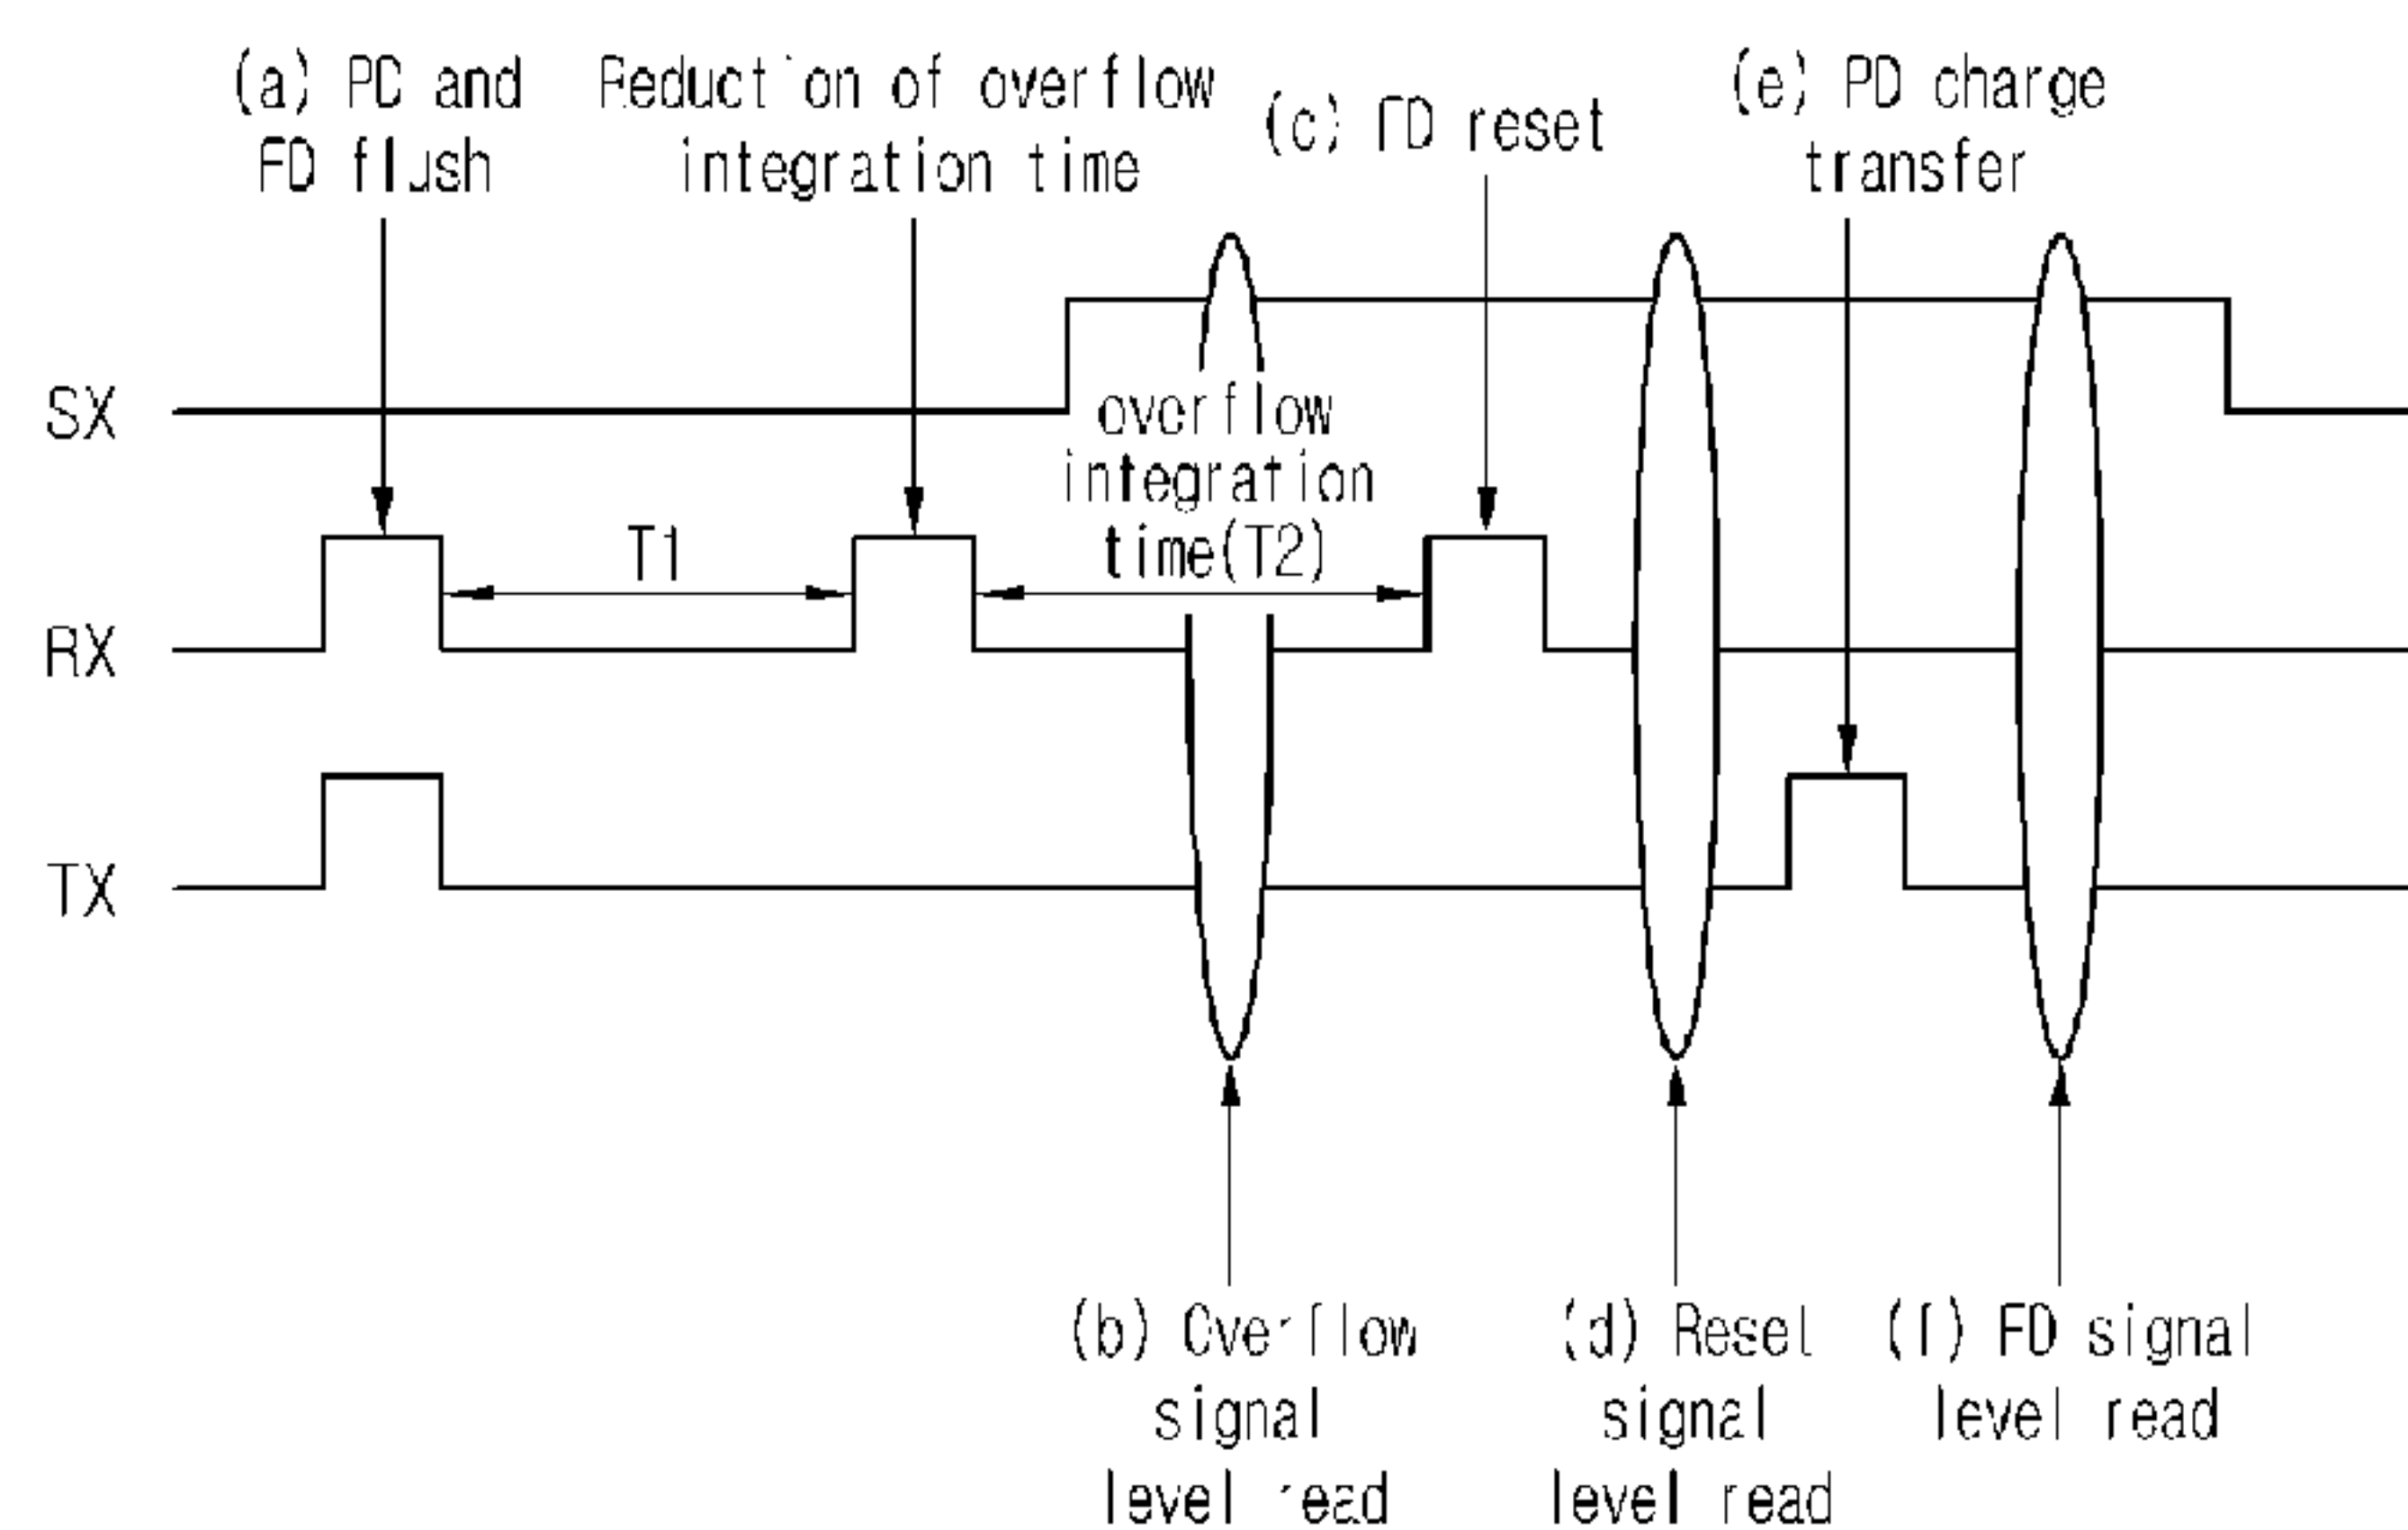 (a) PD and
FD flush
Reduction of overflow
integration time
(c) FD reset
(e) PD charge
transfer
SX
overflow
integration
time(T2)
T1
RX
TX
(b) Overflow
signal
level read
(d) Reset
signal
level read
(f) FD signal
level read